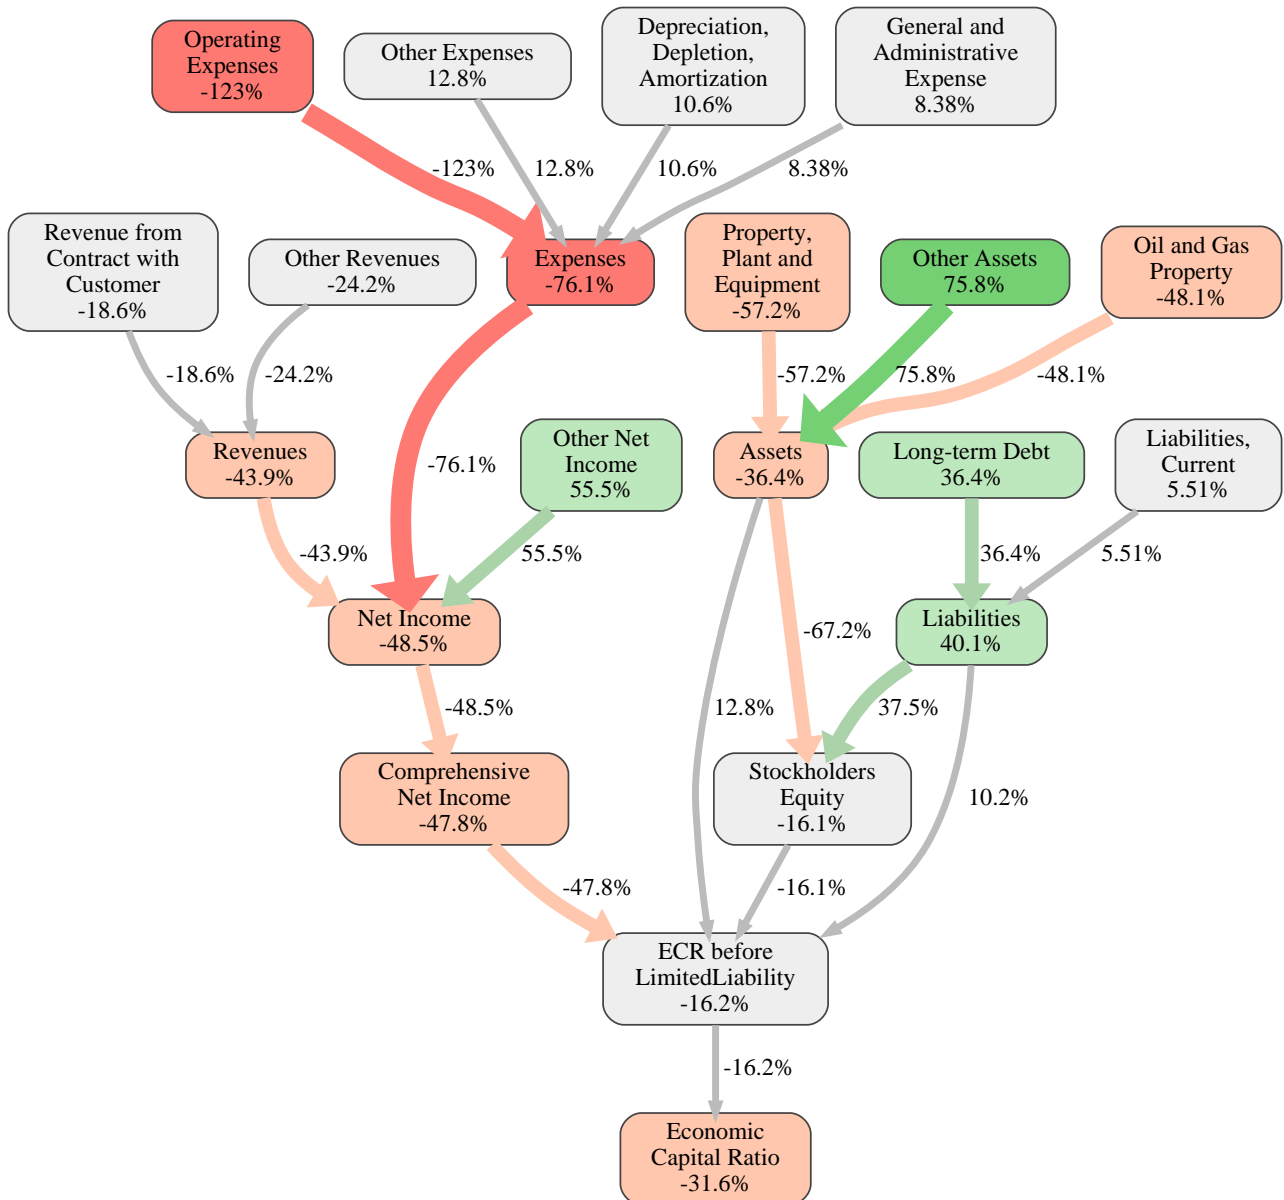 Operating
Expenses
-123%
Other Expenses
12.8%
Depreciation,
Depletion,
Amortization
10.6%
General and
Administrative
Expense
8.38%
-123%
12.8%
10.6%
8.38%
Revenue from
Contract with
Customer
-18.6%
Other Revenues
-24.2%
Expenses
-76.1%
Property,
Plant and
Equipment
-57.2%
Other Assets
75.8%
Oil and Gas
Property
-48.1%
-18.6%
-24.2%
-76.1%
-57.2%
75.8%
-48.1%
Revenues
-43.9%
Other Net
Income
55.5%
Assets
-36.4%
Long-term Debt
36.4%
Liabilities,
Current
5.51%
-43.9%
55.5%
36.4%
5.51%
Net Income
-48.5%
-67.2%
Liabilities
40.1%
-48.5%
12.8%
37.5%
Comprehensive
Net Income
-47.8%
Stockholders
Equity
-16.1%
10.2%
-47.8%
-16.1%
ECR before
LimitedLiability
-16.2%
-16.2%
Economic
Capital Ratio
-31.6%